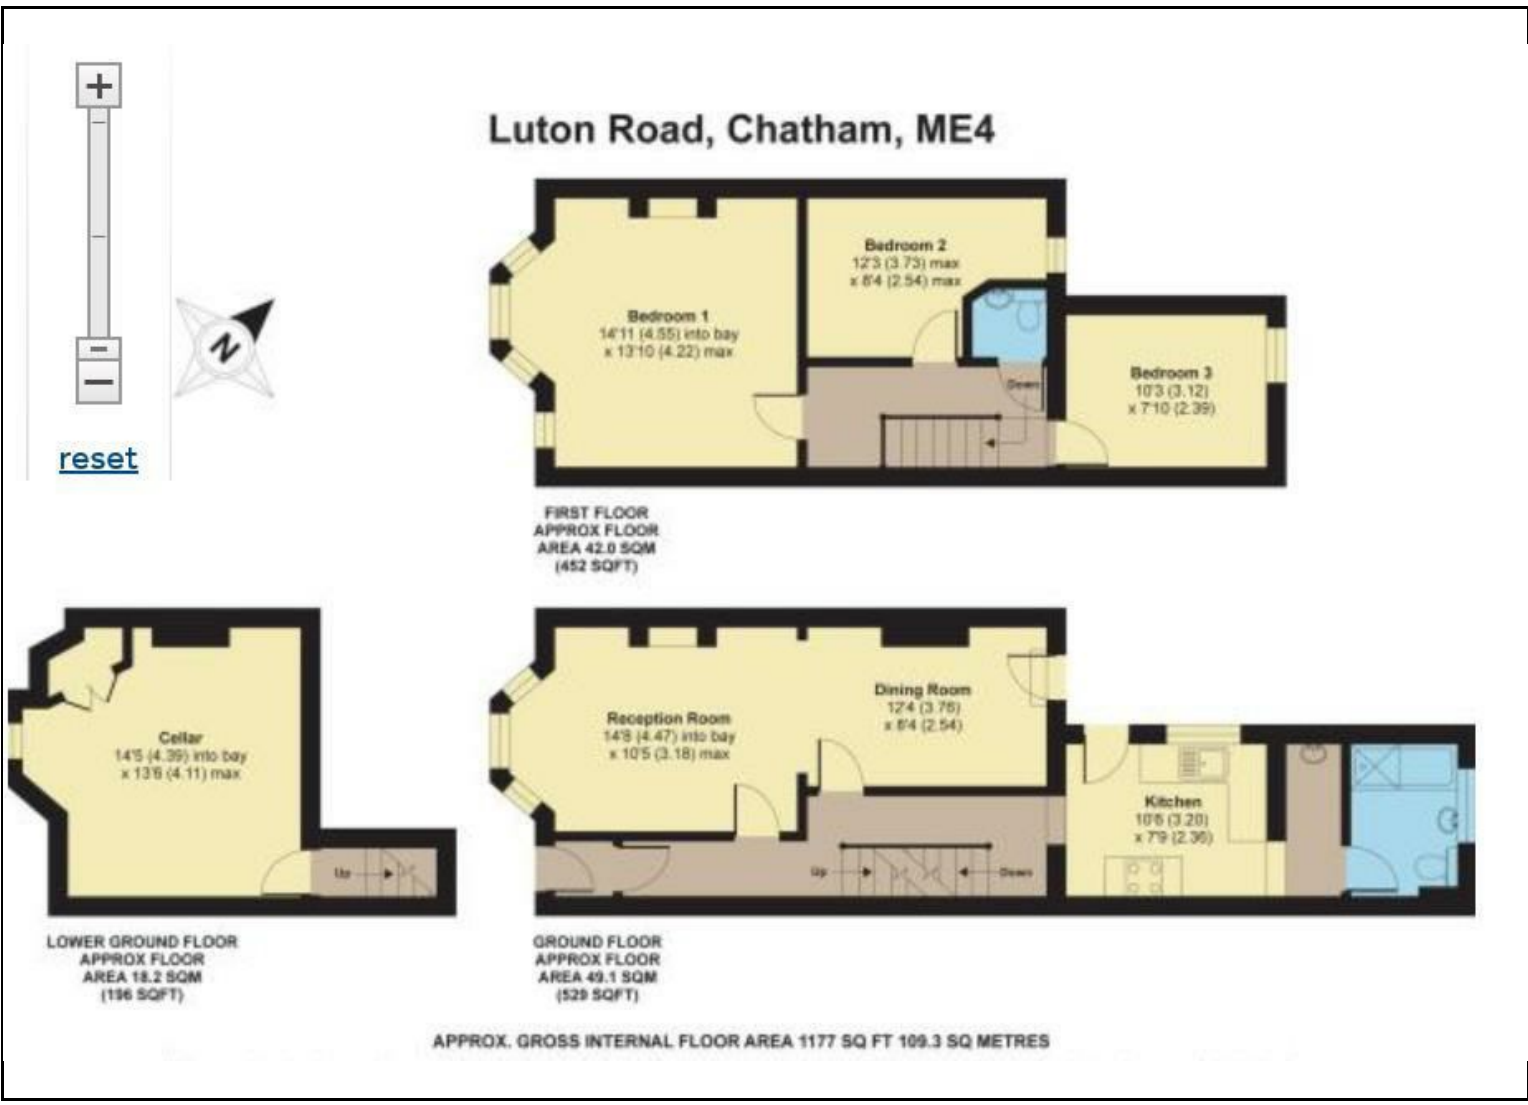 Luton Road, Chatham, ME4
+
−
−
reset
N
Bedroom 1
14'11 (4.55) into bay
x 13'10 (4.22) max
Bedroom 2
12'3 (3.73) max
x 8'4 (2.54) max
Down
Bedroom 3
10'3 (3.12)
x 7'10 (2.39)
FIRST FLOOR
APPROX FLOOR
AREA 42.0 SQM
(452 SQFT)
Cellar
14'5 (4.39) into bay
x 13'6 (4.11) max
Up
LOWER GROUND FLOOR
APPROX FLOOR
AREA 18.2 SQM
(196 SQFT)
Reception Room
14'8 (4.47) into bay
x 10'5 (3.18) max
Dining Room
12'4 (3.76)
x 8'4 (2.54)
Up
Down
Kitchen
10'6 (3.20)
x 7'9 (2.36)
GROUND FLOOR
APPROX FLOOR
AREA 49.1 SQM
(529 SQFT)
APPROX. GROSS INTERNAL FLOOR AREA 1177 SQ FT 109.3 SQ METRES